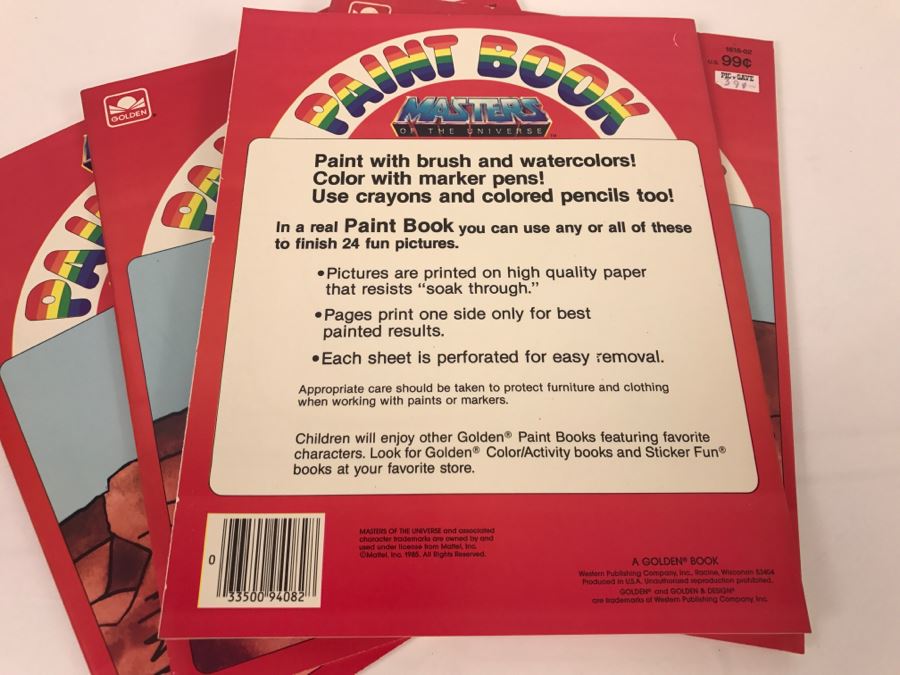 PAINT BOOK
MASTERS
OF THE UNIVERSE™
Paint with brush and watercolors!
Color with marker pens!
Use crayons and colored pencils too!
In a real Paint Book you can use any or all of these
to finish 24 fun pictures.
•Pictures are printed on high quality paper
that resists “soak through.”
•Pages print one side only for best
painted results.
•Each sheet is perforated for easy removal.
Appropriate care should be taken to protect furniture and clothing
when working with paints or markers.
Children will enjoy other Golden® Paint Books featuring favorite
characters. Look for Golden® Color/Activity books and Sticker Fun®
books at your favorite store.
0
33500 94082
MASTERS OF THE UNIVERSE and associated
character trademarks are owned by and
used under license from Mattel, Inc.
©Mattel, Inc. 1985. All Rights Reserved.
A GOLDEN® BOOK
Western Publishing Company, Inc., Racine, Wisconsin 53404
Produced in U.S.A. Unauthorized reproduction prohibited.
GOLDEN® and GOLDEN & DESIGN®
are trademarks of Western Publishing Company, Inc.
GOLDEN®
PA
PAI
1818-02
U.S. 99¢
PIC-N-SAVE
39¢